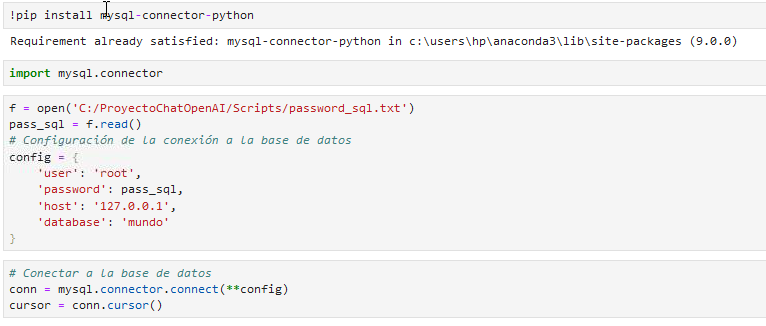 !pip install mysql-connector-python
Requirement already satisfied: mysql-connector-python in c:\users\hp\anaconda3\lib\site-packages (9.0.0)
import mysql.connector
f = open('C:/ProyectoChatOpenAI/Scripts/password_sql.txt')
pass_sql = f.read()
# Configuración de la conexión a la base de datos
config = {
    'user': 'root',
    'password': pass_sql,
    'host': '127.0.0.1',
    'database': 'mundo'
}
# Conectar a la base de datos
conn = mysql.connector.connect(**config)
cursor = conn.cursor()